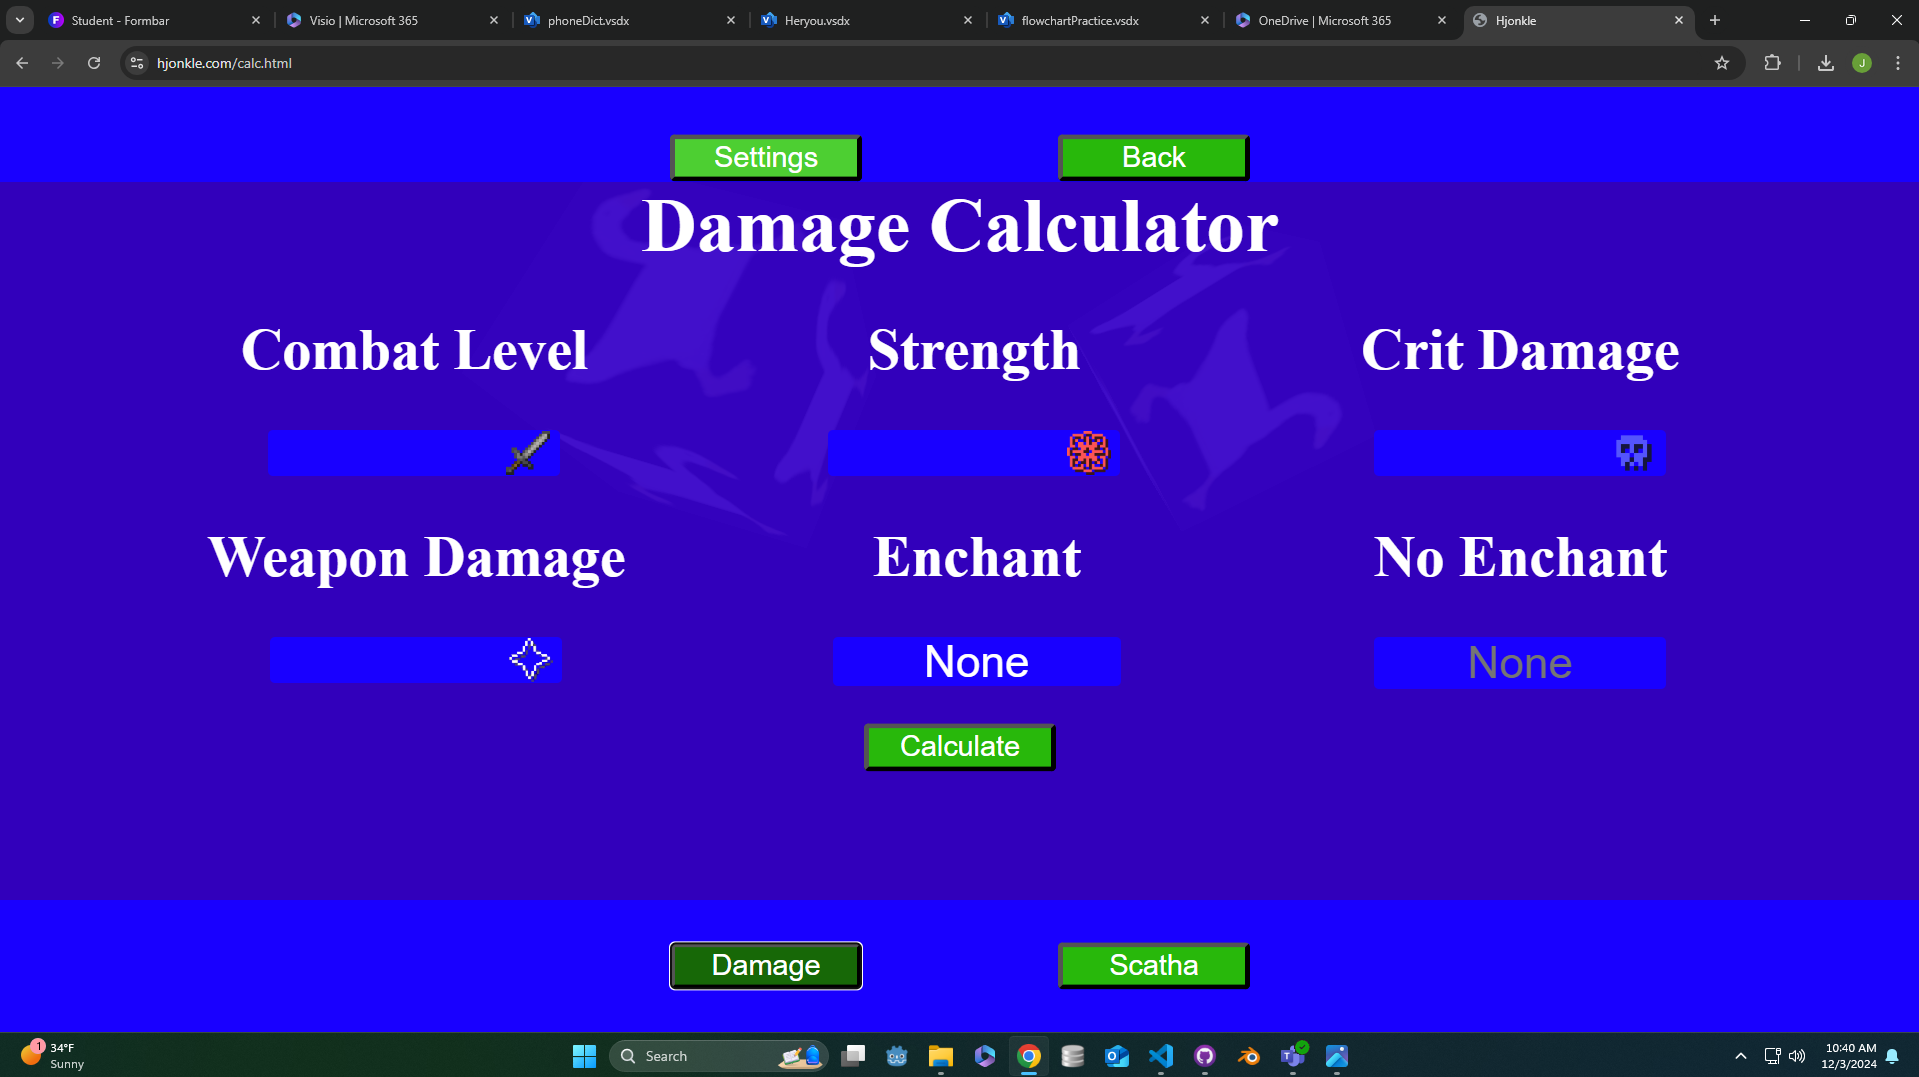 Student - Formbar
Visio | Microsoft 365
phoneDict.vsdx
Heryou.vsdx
flowchartPractice.vsdx
OneDrive | Microsoft 365
Hjonkle
hjonkle.com/calc.html
J
Settings
Back
Damage Calculator
Combat Level
Strength
Crit Damage
Weapon Damage
Enchant
No Enchant
None
None
Calculate
Damage
Scatha
1
34°F
Sunny
Search
10:40 AM
12/3/2024